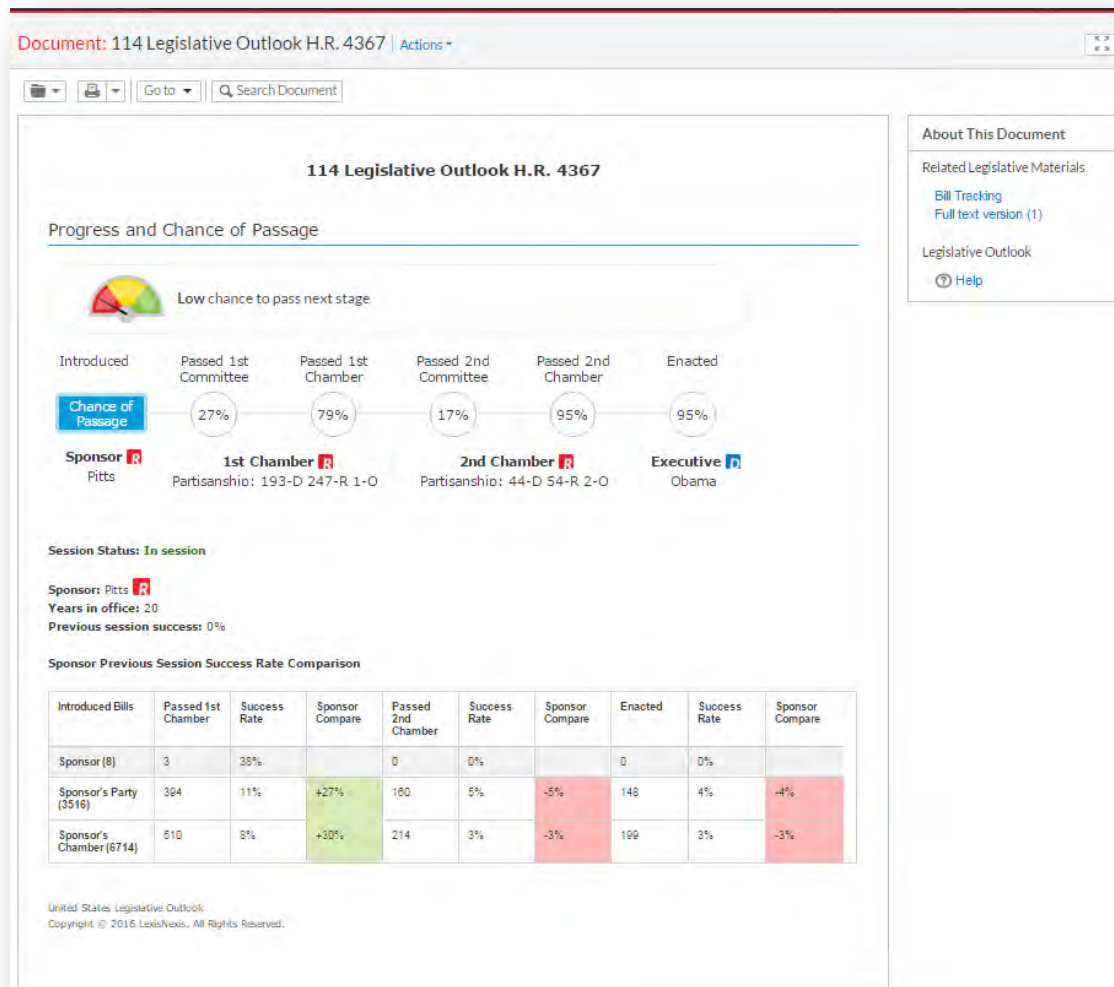 Document: 114 Legislative Outlook H.R. 4367 | Actions
Go to
Search Document
114 Legislative Outlook H.R. 4367
Progress and Chance of Passage
Low chance to pass next stage
Introduced Passed 1st Committee Passed 1st Chamber Passed 2nd Committee Passed 2nd Chamber Enacted
Chance of Passage 27% 79% 17% 95% 95%
Sponsor R 1st Chamber R 2nd Chamber R Executive D
Pitts Partisanship: 193-D 247-R 1-O Partisanship: 44-D 54-R 2-O Obama
Session Status: In session
Sponsor: Pitts R
Years in office: 20
Previous session success: 0%
Sponsor Previous Session Success Rate Comparison
Introduced Bills Passed 1st Chamber Success Rate Sponsor Compare Passed 2nd Chamber Success Rate Sponsor Compare Enacted Success Rate Sponsor Compare
Sponsor (8) 3 38% 0 0% 0 0%
Sponsor's Party (3516) 394 11% +27% 160 5% -5% 148 4% -4%
Sponsor's Chamber (6714) 510 8% +30% 214 3% -3% 199 3% -3%
United States Legislative Outlook
Copyright © 2016 LexisNexis. All Rights Reserved.
About This Document
Related Legislative Materials
Bill Tracking
Full text version (1)
Legislative Outlook
? Help